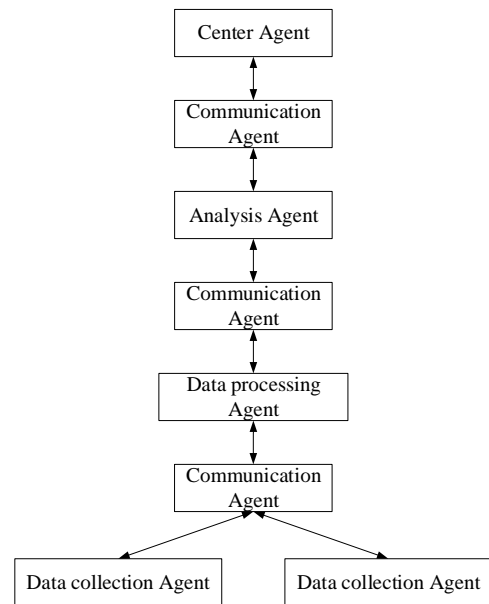 Center Agent
Communication
Agent
Analysis Agent
Communication
Agent
Data processing
Agent
Communication
Agent
Data collection Agent
Data collection Agent